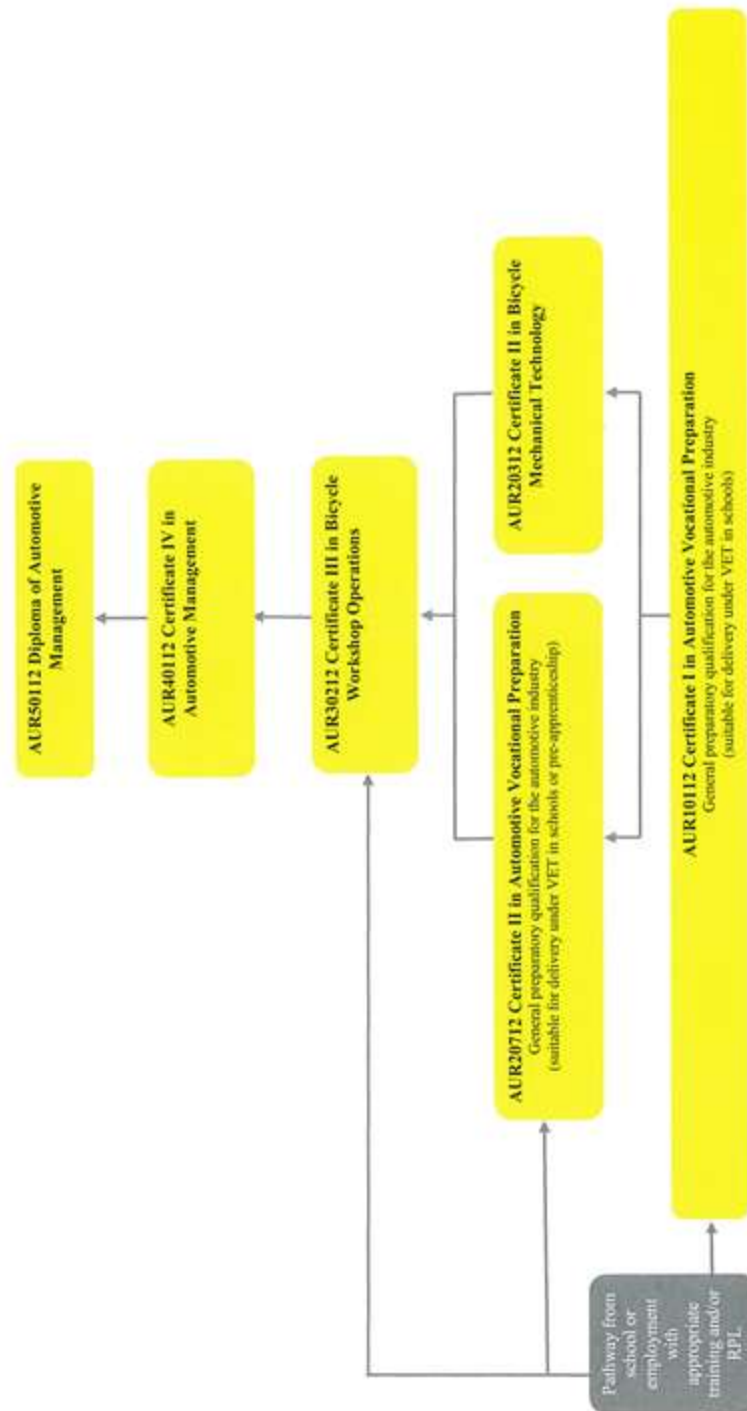 AUR50112 Diploma of Automotive
Management
AUR40112 Certificate IV in
Automotive Management
AUR30212 Certificate III in Bicycle
Workshop Operations
AUR20712 Certificate II in Automotive Vocational Preparation
General preparatory qualification for the automotive industry
(suitable for delivery under VET in schools or pre-apprenticeship)
AUR20312 Certificate II in Bicycle
Mechanical Technology
Pathway from
school or
employment
with
appropriate
training and/or
RPL
AUR10112 Certificate I in Automotive Vocational Preparation
General preparatory qualification for the automotive industry
(suitable for delivery under VET in schools)